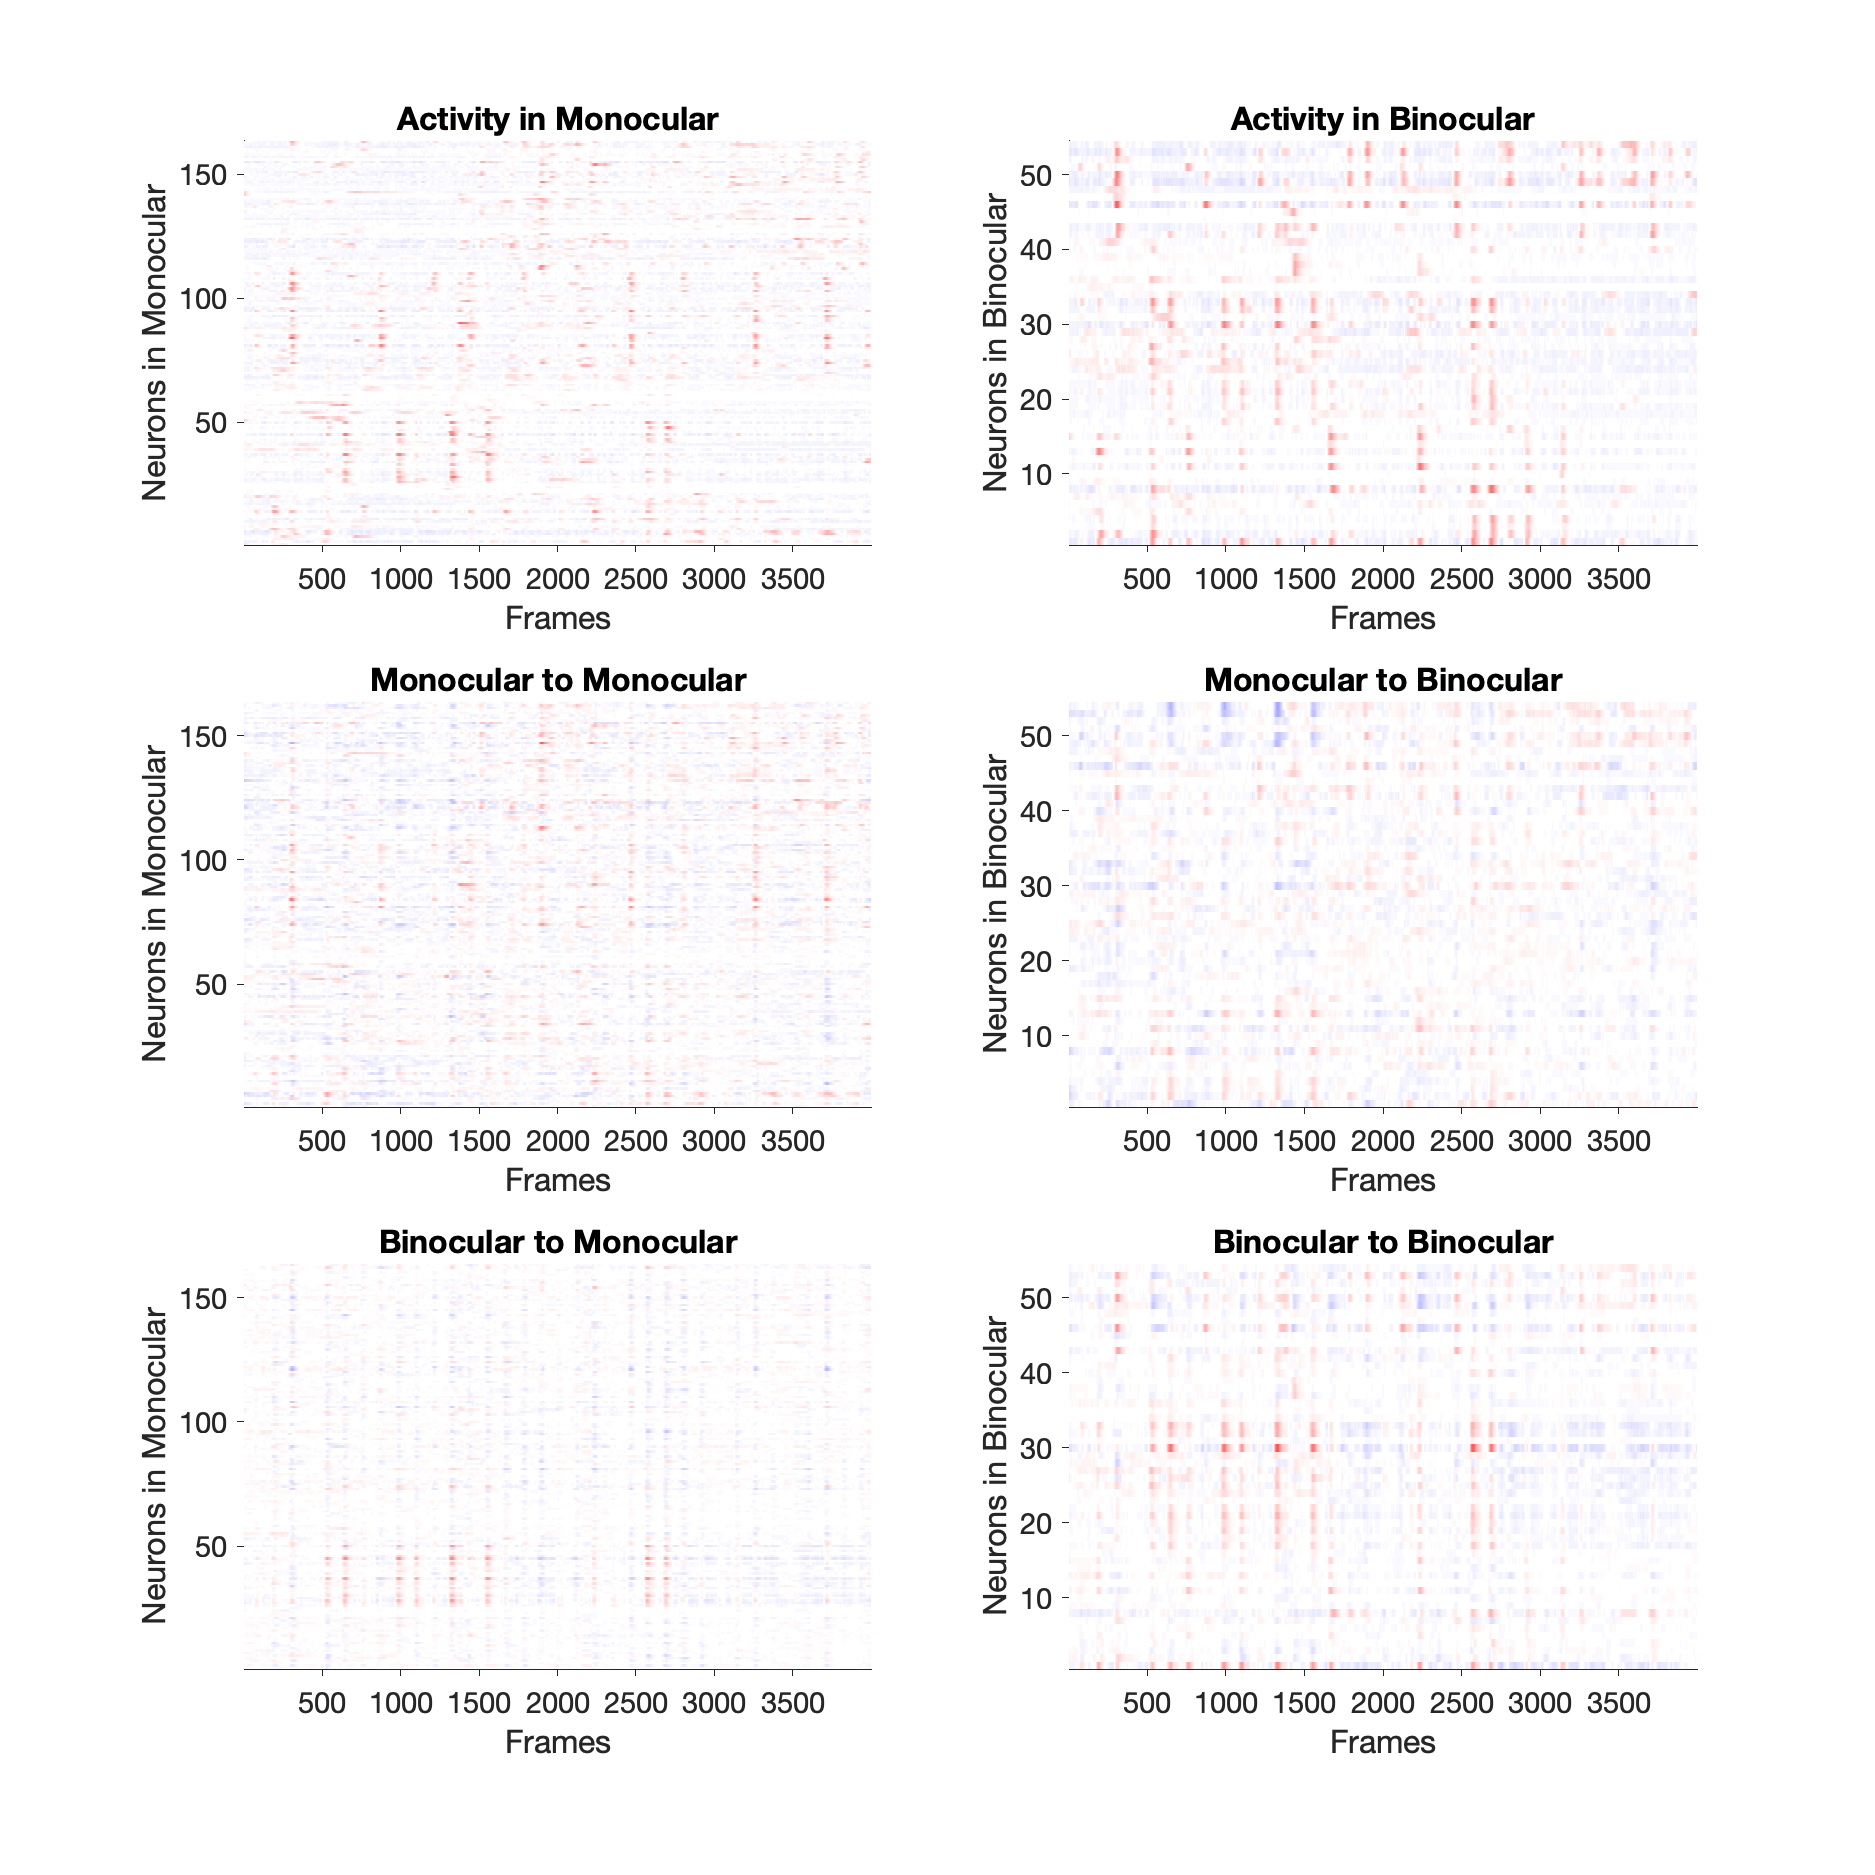 Activity in Monocular
Neurons in Monocular
150
100
50
500 1000 1500 2000 2500 3000 3500
Frames
Activity in Binocular
Neurons in Binocular
50
40
30
20
10
500 1000 1500 2000 2500 3000 3500
Frames
Monocular to Monocular
Neurons in Monocular
150
100
50
500 1000 1500 2000 2500 3000 3500
Frames
Monocular to Binocular
Neurons in Binocular
50
40
30
20
10
500 1000 1500 2000 2500 3000 3500
Frames
Binocular to Monocular
Neurons in Monocular
150
100
50
500 1000 1500 2000 2500 3000 3500
Frames
Binocular to Binocular
Neurons in Binocular
50
40
30
20
10
500 1000 1500 2000 2500 3000 3500
Frames